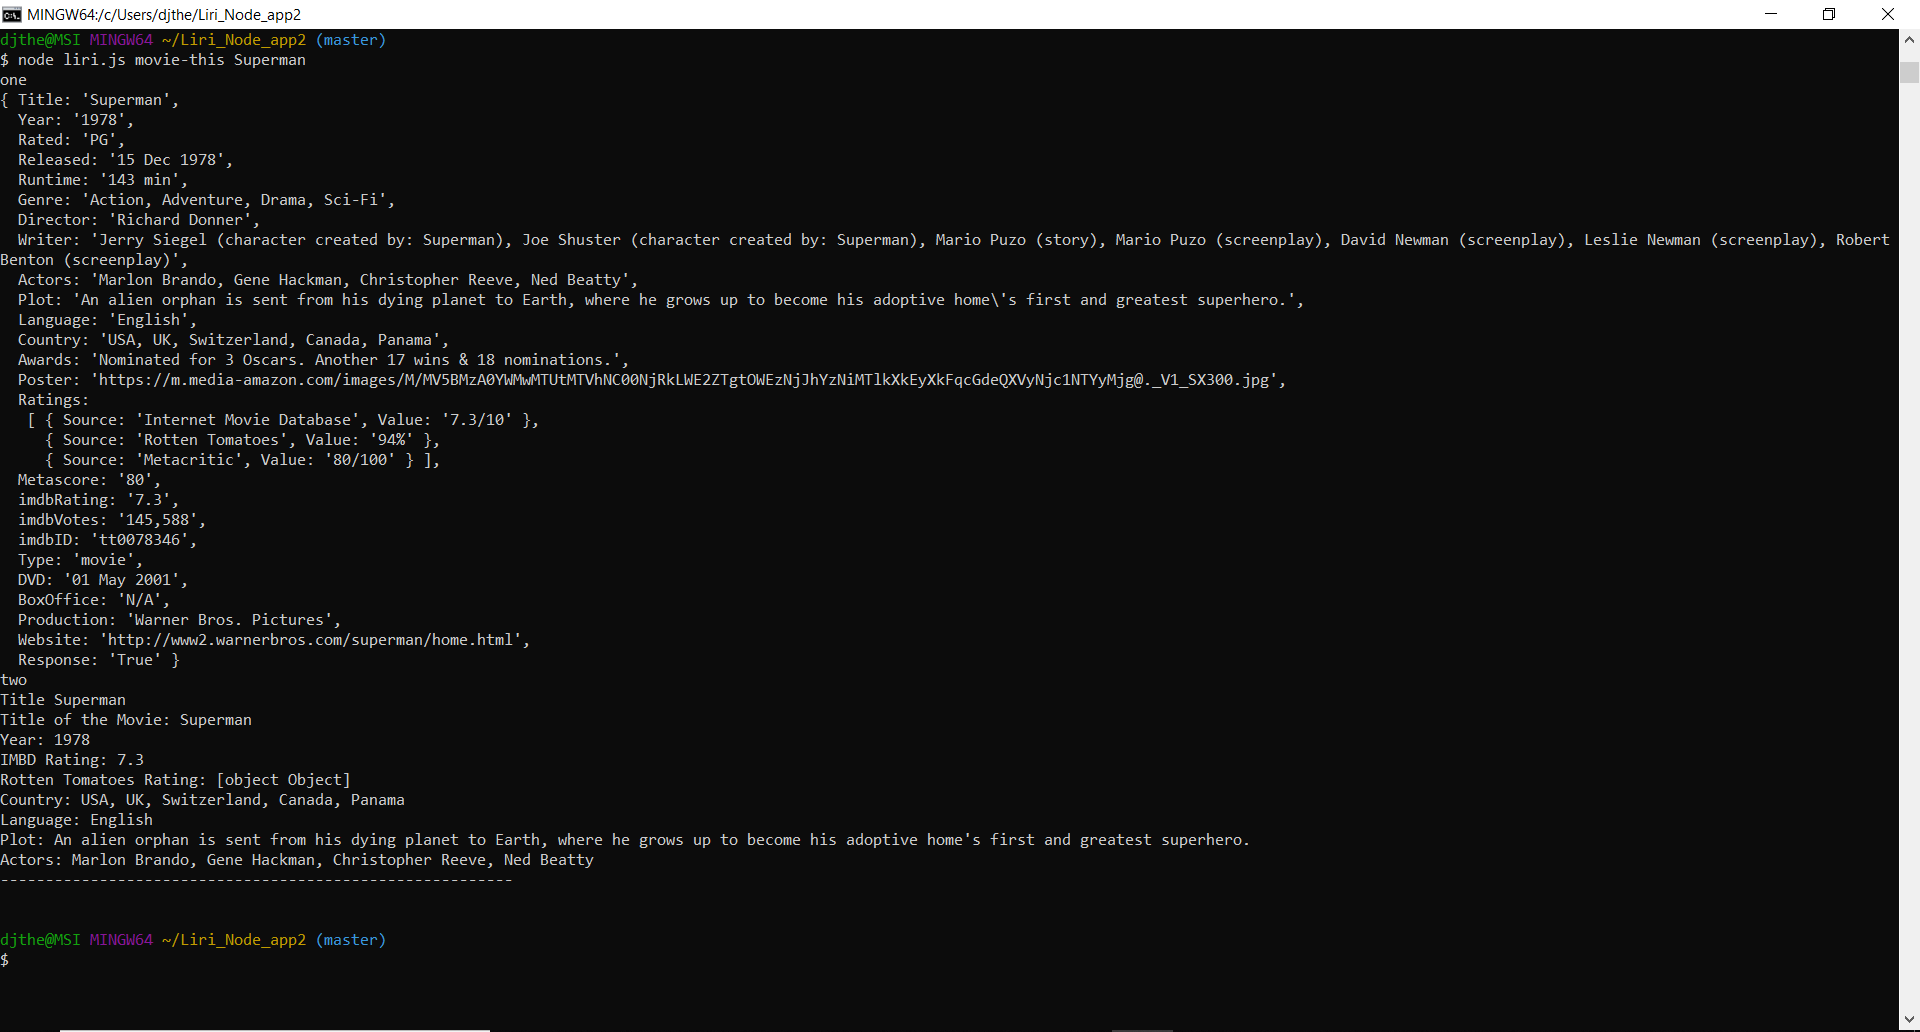 MINGW64:/c/Users/djthe/Liri_Node_app2
djthe@MSI MINGW64 ~/Liri_Node_app2 (master)
$ node liri.js movie-this Superman
one
{ Title: 'Superman',
  Year: '1978',
  Rated: 'PG',
  Released: '15 Dec 1978',
  Runtime: '143 min',
  Genre: 'Action, Adventure, Drama, Sci-Fi',
  Director: 'Richard Donner',
  Writer: 'Jerry Siegel (character created by: Superman), Joe Shuster (character created by: Superman), Mario Puzo (story), Mario Puzo (screenplay), David Newman (screenplay), Leslie Newman (screenplay), Robert
Benton (screenplay)',
  Actors: 'Marlon Brando, Gene Hackman, Christopher Reeve, Ned Beatty',
  Plot: 'An alien orphan is sent from his dying planet to Earth, where he grows up to become his adoptive home\'s first and greatest superhero.',
  Language: 'English',
  Country: 'USA, UK, Switzerland, Canada, Panama',
  Awards: 'Nominated for 3 Oscars. Another 17 wins & 18 nominations.',
  Poster: 'https://m.media-amazon.com/images/M/MV5BMzA0YWMwMTUtMTVhNC00NjRkLWE2ZTgtOWEzNjJhYzNiMTlkXkEyXkFqcGdeQXVyNjc1NTYyMjg@._V1_SX300.jpg',
  Ratings:
   [ { Source: 'Internet Movie Database', Value: '7.3/10' },
     { Source: 'Rotten Tomatoes', Value: '94%' },
     { Source: 'Metacritic', Value: '80/100' } ],
  Metascore: '80',
  imdbRating: '7.3',
  imdbVotes: '145,588',
  imdbID: 'tt0078346',
  Type: 'movie',
  DVD: '01 May 2001',
  BoxOffice: 'N/A',
  Production: 'Warner Bros. Pictures',
  Website: 'http://www2.warnerbros.com/superman/home.html',
  Response: 'True' }
two
Title Superman
Title of the Movie: Superman
Year: 1978
IMBD Rating: 7.3
Rotten Tomatoes Rating: [object Object]
Country: USA, UK, Switzerland, Canada, Panama
Language: English
Plot: An alien orphan is sent from his dying planet to Earth, where he grows up to become his adoptive home's first and greatest superhero.
Actors: Marlon Brando, Gene Hackman, Christopher Reeve, Ned Beatty
---------------------------------------------------------
djthe@MSI MINGW64 ~/Liri_Node_app2 (master)
$